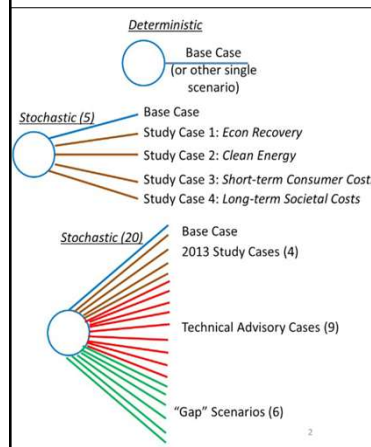 Deterministic
Base Case
(or other single
scenario)
Stochastic (5)
Base Case
Study Case 1: Econ Recovery
Study Case 2: Clean Energy
Study Case 3: Short-term Consumer Costs
Study Case 4: Long-term Societal Costs
Stochastic (20)
Base Case
2013 Study Cases (4)
Technical Advisory Cases (9)
“Gap” Scenarios (6)
2